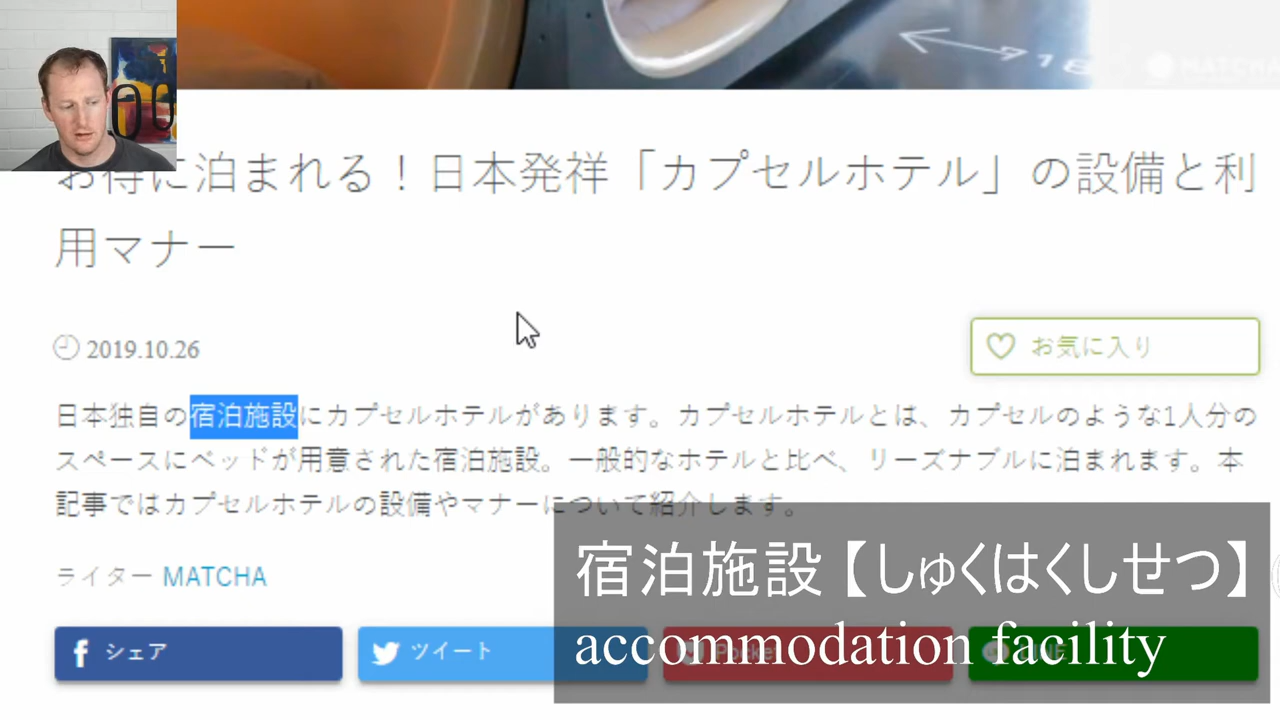 お得に泊まれる！日本発祥「カプセルホテル」の設備と利
用マナー
2019.10.26
お気に入り
日本独自の宿泊施設にカプセルホテルがあります。カプセルホテルとは、カプセルのような1人分の
スペースにベッドが用意された宿泊施設。一般的なホテルと比べ、リーズナブルに泊まれます。本
記事ではカプセルホテルの設備やマナーについて紹介します。
ライター MATCHA
シェア
ツイート
宿泊施設【しゅくはくしせつ】
accommodation facility